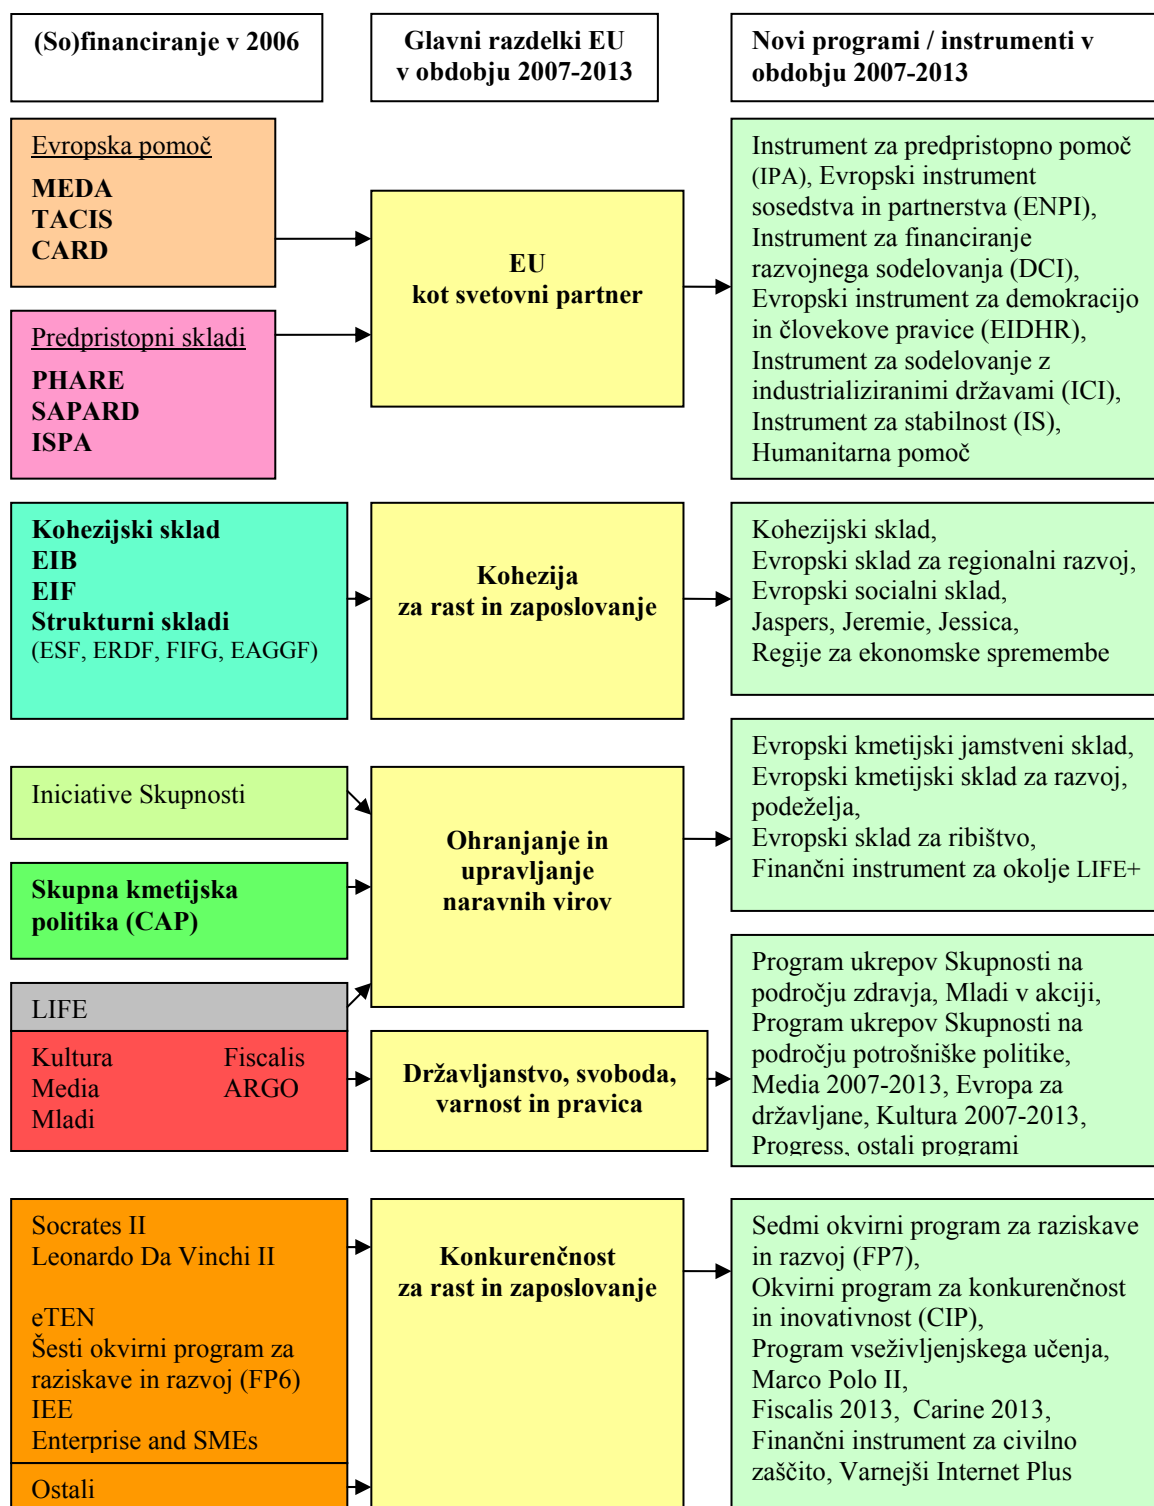 (So)financiranje v 2006
Glavni razdelki EU
v obdobju 2007-2013
Novi programi / instrumenti v
obdobju 2007-2013
Evropska pomoč
MEDA
TACIS
CARD
Predpristopni skladi
PHARE
SAPARD
ISPA
EU
kot svetovni partner
Instrument za predpristopno pomoč
(IPA), Evropski instrument
sosedstva in partnerstva (ENPI),
Instrument za financiranje
razvojnega sodelovanja (DCI),
Evropski instrument za demokracijo
in človekove pravice (EIDHR),
Instrument za sodelovanje z
industrializiranimi državami (ICI),
Instrument za stabilnost (IS),
Humanitarna pomoč
Kohezijski sklad
EIB
EIF
Strukturni skladi
(ESF, ERDF, FIFG, EAGGF)
Kohezija
za rast in zaposlovanje
Kohezijski sklad,
Evropski sklad za regionalni razvoj,
Evropski socialni sklad,
Jaspers, Jeremie, Jessica,
Regije za ekonomske spremembe
Iniciative Skupnosti
Skupna kmetijska
politika (CAP)
LIFE
Ohranjanje in
upravljanje
naravnih virov
Evropski kmetijski jamstveni sklad,
Evropski kmetijski sklad za razvoj,
podeželja,
Evropski sklad za ribištvo,
Finančni instrument za okolje LIFE+
Kultura Fiscalis
Media ARGO
Mladi
Državljanstvo, svoboda,
varnost in pravica
Program ukrepov Skupnosti na
področju zdravja, Mladi v akciji,
Program ukrepov Skupnosti na
področju potrošniške politike,
Media 2007-2013, Evropa za
državljane, Kultura 2007-2013,
Progress, ostali programi
Socrates II
Leonardo Da Vinchi II
eTEN
Šesti okvirni program za
raziskave in razvoj (FP6)
IEE
Enterprise and SMEs
Ostali
Konkurenčnost
za rast in zaposlovanje
Sedmi okvirni program za raziskave
in razvoj (FP7),
Okvirni program za konkurenčnost
in inovativnost (CIP),
Program vseživljenjskega učenja,
Marco Polo II,
Fiscalis 2013, Carine 2013,
Finančni instrument za civilno
zaščito, Varnejši Internet Plus